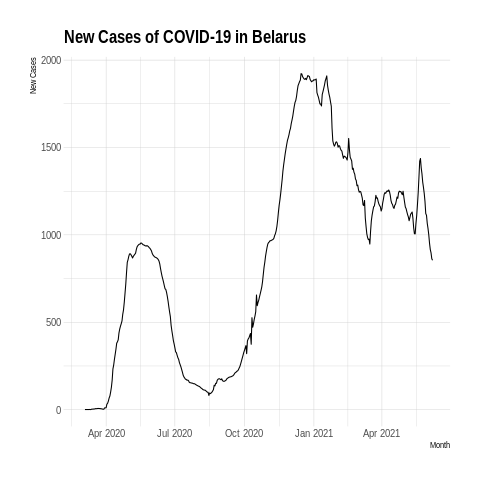 New Cases of COVID-19 in Belarus
New Cases
2000
1500
1000
500
0
Apr 2020 Jul 2020 Oct 2020 Jan 2021 Apr 2021
Month